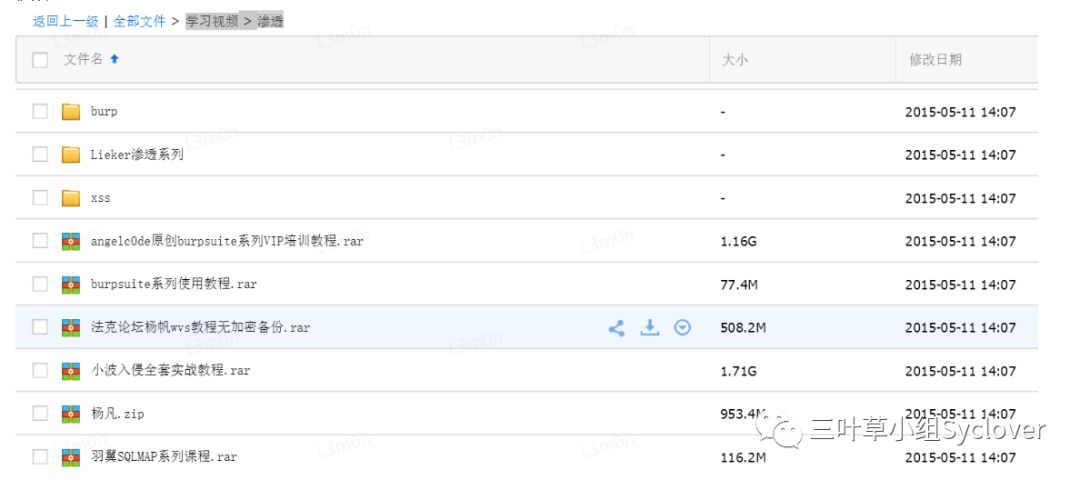 返回上一级 | 全部文件 > 学习视频 > 渗透
文件名 大小 修改日期
burp - 2015-05-11 14:07
Lieker渗透系列 - 2015-05-11 14:07
xss - 2015-05-11 14:07
angelc0de原创burpsuite系列VIP培训教程.rar 1.16G 2015-05-11 14:07
burpsuite系列使用教程.rar 77.4M 2015-05-11 14:07
法克论坛杨帆wvs教程无加密备份.rar 508.2M 2015-05-11 14:07
小波入侵全套实战教程.rar 1.71G 2015-05-11 14:07
杨凡.zip 953.4M 2015-05-11 14:07
三叶草小组Syclover
羽翼SQLMAP系列课程.rar 116.2M 2015-05-11 14:07
L3m0n
L3m0n
L3m0n
L3m0n
L3m0n
L3m0n
L3m0n
L3m0n
L3m0n
L3m0n
L3m0n